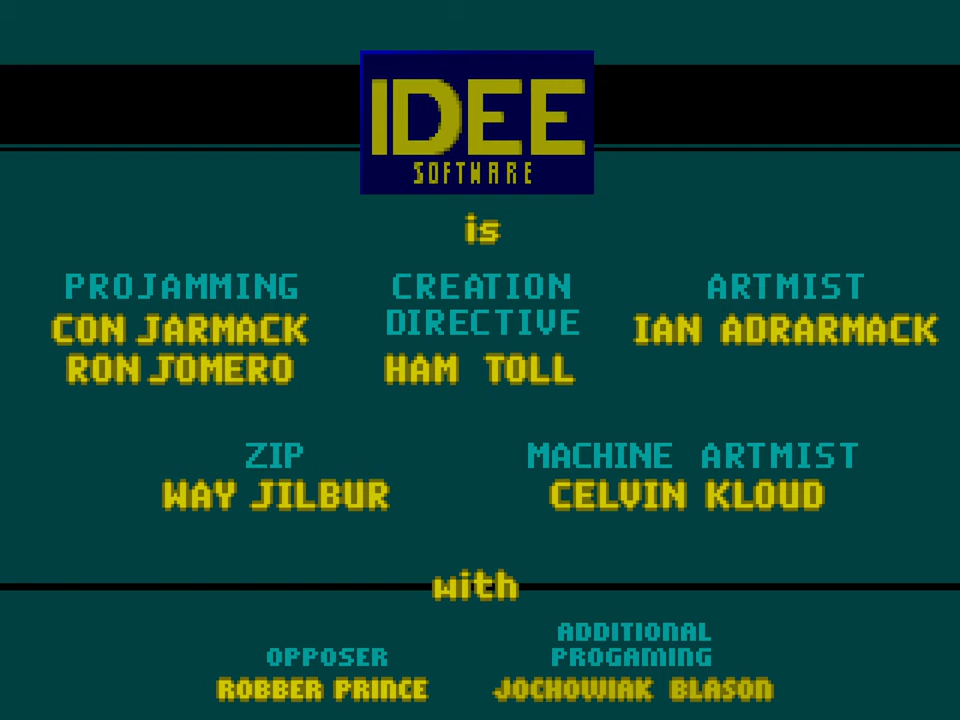 IDEE
SOFTWARE
is
PROJAMMING
CON JARMACK
RON JOMERO
CREATION
DIRECTIVE
HAM TOLL
ARTMIST
IAN ADRARMACK
ZIP
WAY JILBUR
MACHINE ARTMIST
CELVIN KLOUD
with
OPPOSER
ROBBER PRINCE
ADDITIONAL
PROGAMING
JOCHOWIAK BLASON